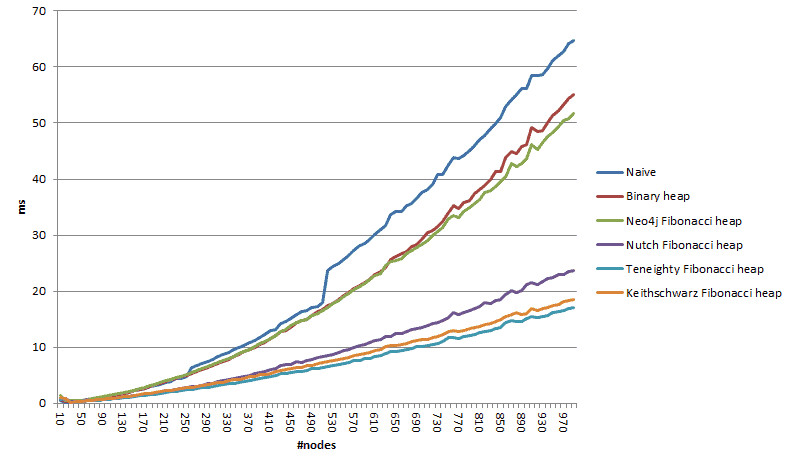 70
60
50
40
30
20
10
0
ms
10 50 90 130 170 210 250 290 330 370 410 450 490 530 570 610 650 690 730 770 810 850 890 930 970
#nodes
Naive
Binary heap
Neo4j Fibonacci heap
Nutch Fibonacci heap
Teneighty Fibonacci heap
Keithschwarz Fibonacci heap